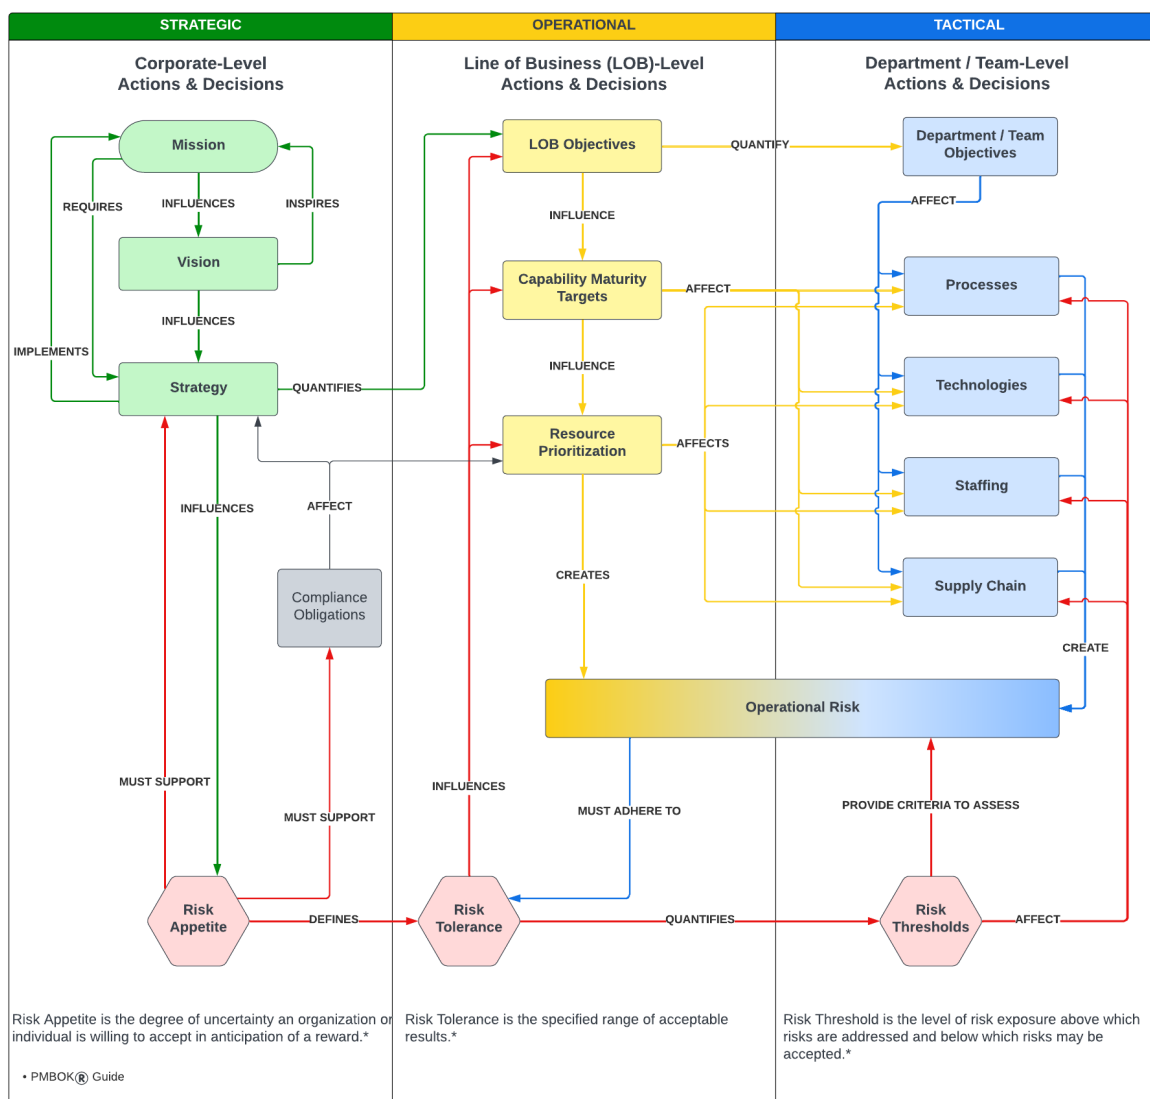 STRATEGIC
OPERATIONAL
TACTICAL
Corporate-Level
Actions & Decisions
Line of Business (LOB)-Level
Actions & Decisions
Department / Team-Level
Actions & Decisions
Mission
LOB Objectives
QUANTIFY
Department / Team
Objectives
REQUIRES
INFLUENCES
INSPIRES
INFLUENCE
AFFECT
Vision
Capability Maturity
Targets
AFFECT
Processes
INFLUENCES
IMPLEMENTS
INFLUENCE
Strategy
QUANTIFIES
Technologies
Resource
Prioritization
AFFECTS
INFLUENCES
AFFECT
Staffing
CREATES
Compliance
Obligations
Supply Chain
CREATE
Operational Risk
MUST SUPPORT
INFLUENCES
MUST SUPPORT
MUST ADHERE TO
PROVIDE CRITERIA TO ASSESS
Risk
Appetite
DEFINES
Risk
Tolerance
QUANTIFIES
Risk
Thresholds
AFFECT
Risk Appetite is the degree of uncertainty an organization or
individual is willing to accept in anticipation of a reward.*
Risk Tolerance is the specified range of acceptable
results.*
Risk Threshold is the level of risk exposure above which
risks are addressed and below which risks may be
accepted.*
• PMBOK® Guide